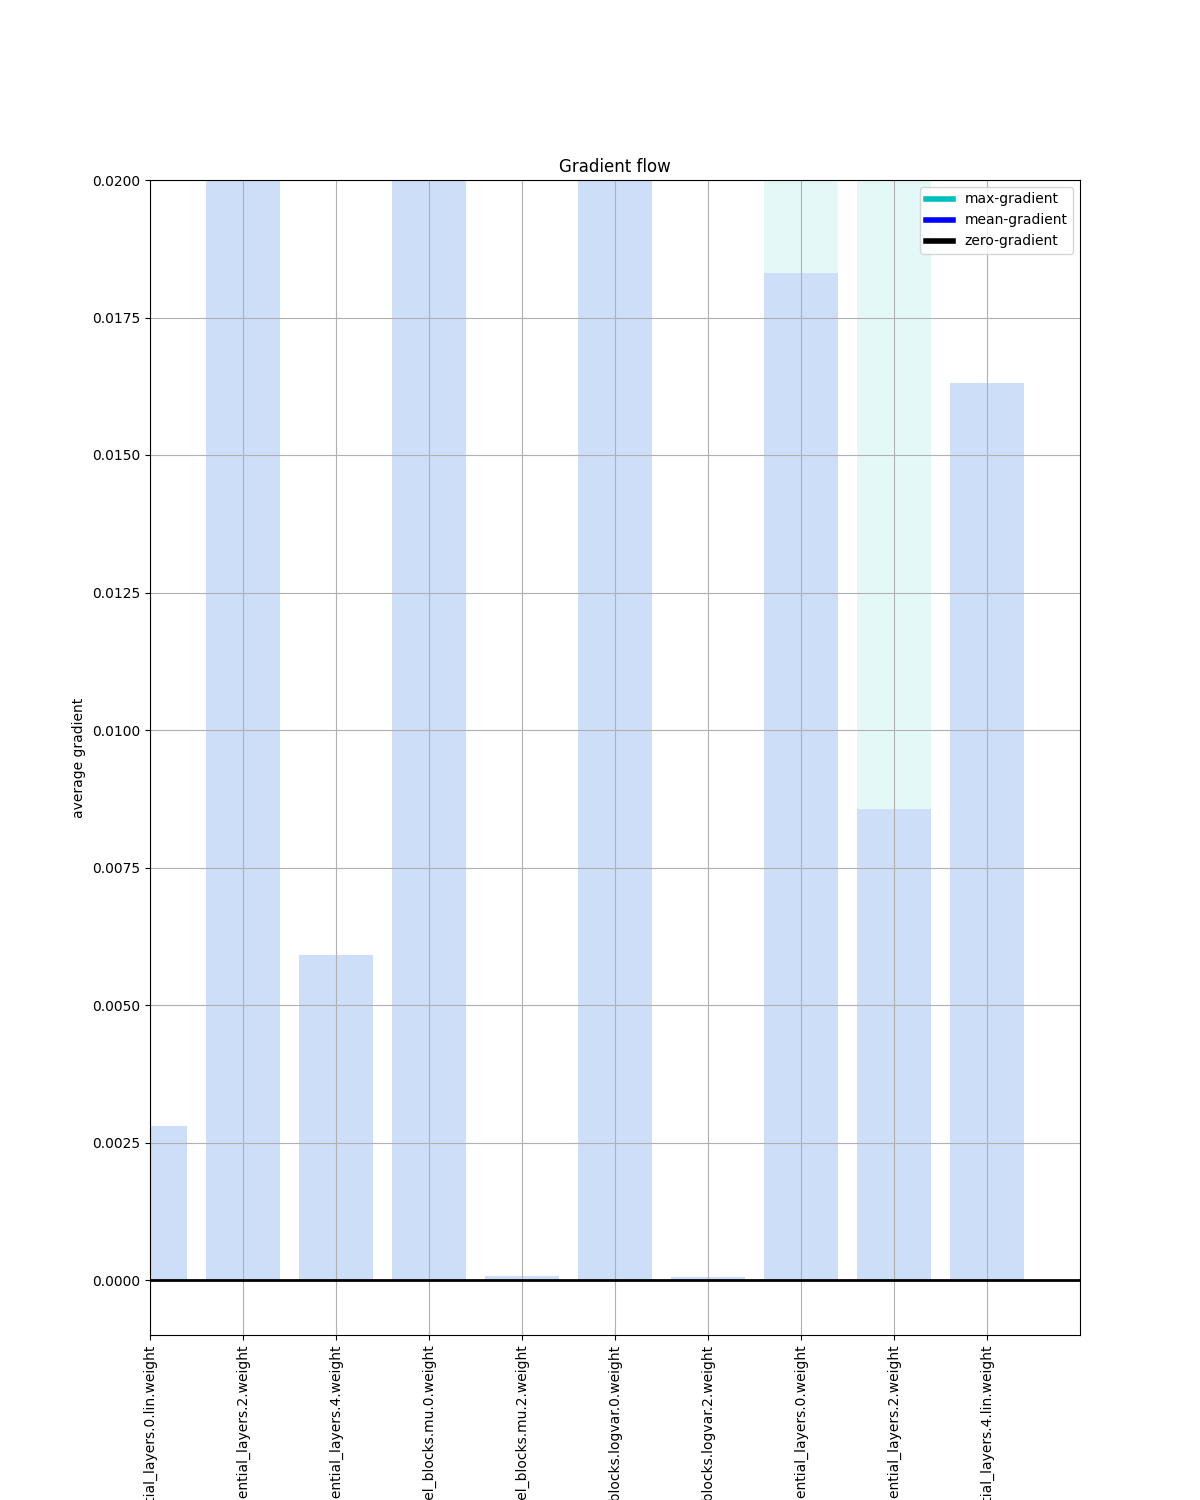 Gradient flow
max-gradient
mean-gradient
zero-gradient
0.0200
0.0175
0.0150
0.0125
0.0100
0.0075
0.0050
0.0025
0.0000
average gradient
tial_layers.0.lin.weight
ential_layers.2.weight
ential_layers.4.weight
el_blocks.mu.0.weight
el_blocks.mu.2.weight
blocks.logvar.0.weight
blocks.logvar.2.weight
ential_layers.0.weight
ential_layers.2.weight
tial_layers.4.lin.weight